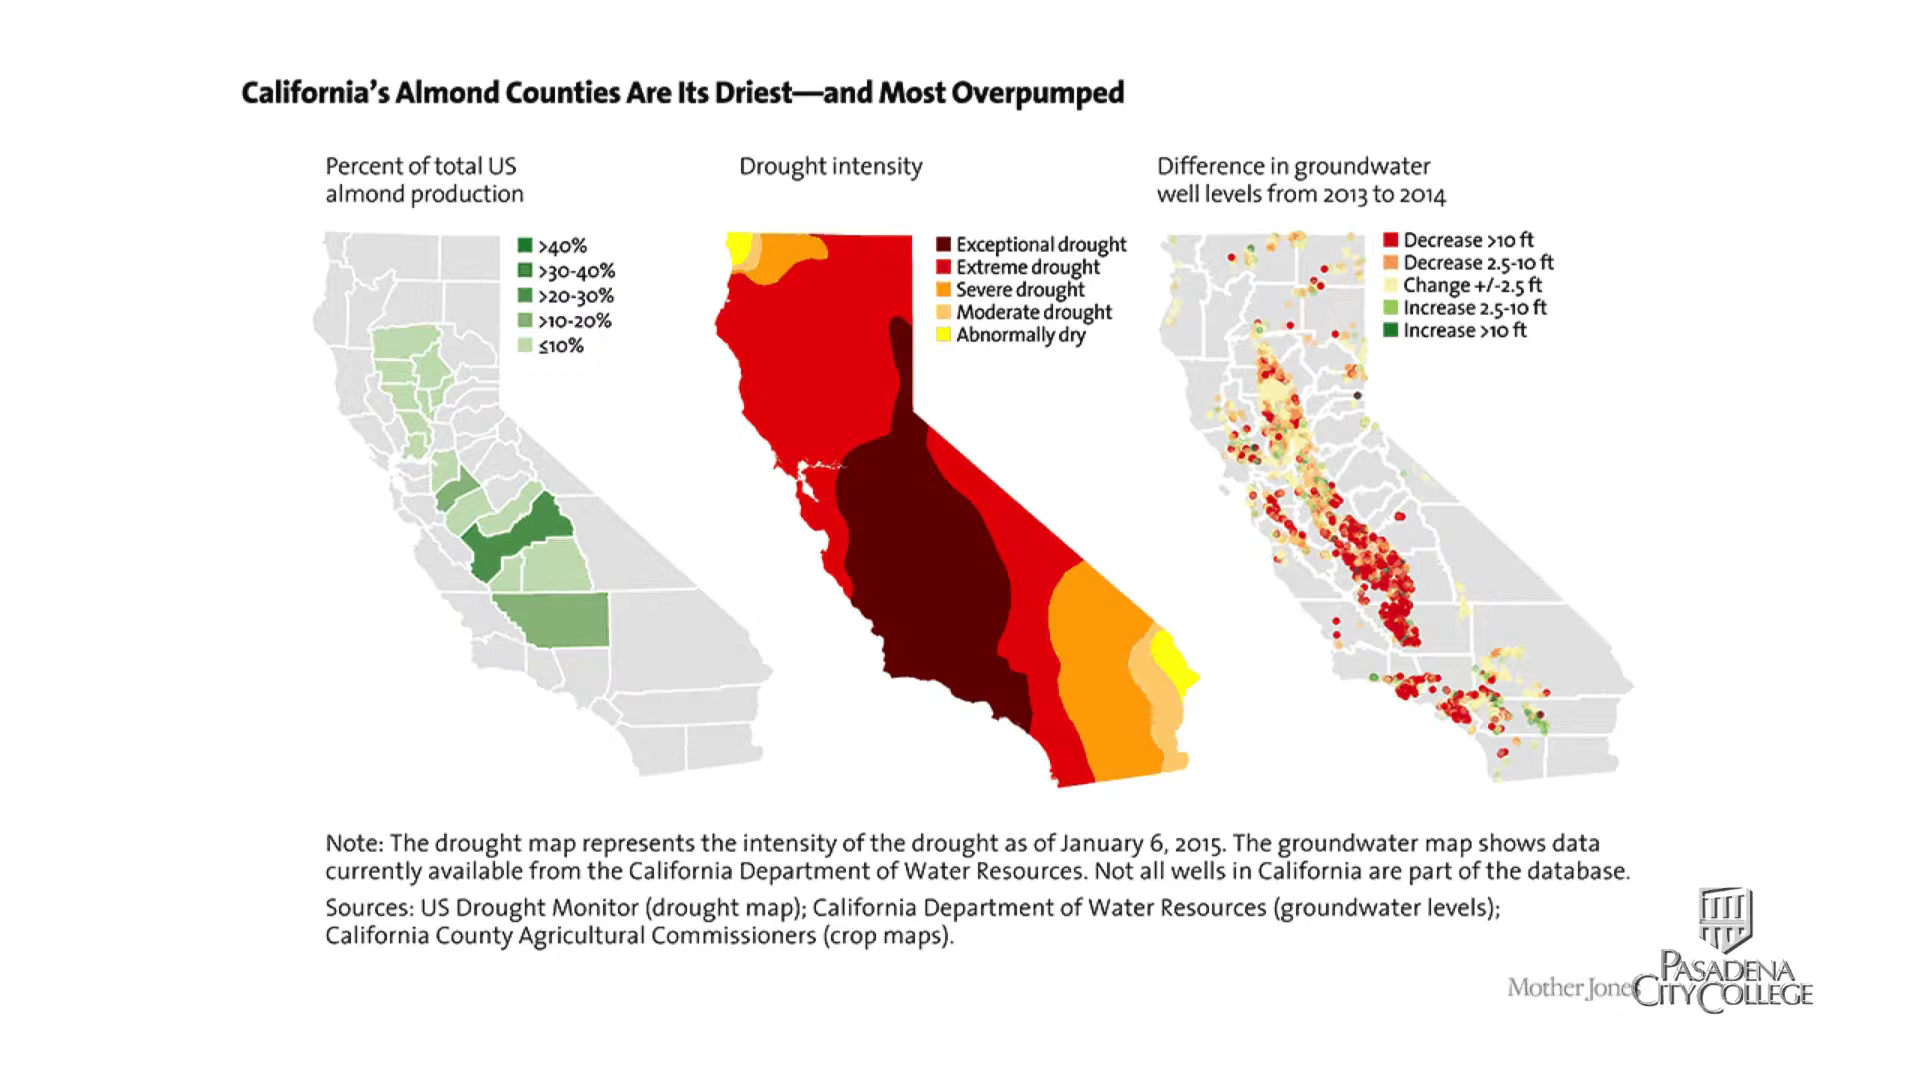 California's Almond Counties Are Its Driest—and Most Overpumped
Percent of total US
almond production
>40%
>30-40%
>20-30%
>10-20%
≤10%
Drought intensity
Exceptional drought
Extreme drought
Severe drought
Moderate drought
Abnormally dry
Difference in groundwater
well levels from 2013 to 2014
Decrease >10 ft
Decrease 2.5-10 ft
Change +/-2.5 ft
Increase 2.5-10 ft
Increase >10 ft
Note: The drought map represents the intensity of the drought as of January 6, 2015. The groundwater map shows data
currently available from the California Department of Water Resources. Not all wells in California are part of the database.
Sources: US Drought Monitor (drought map); California Department of Water Resources (groundwater levels);
California County Agricultural Commissioners (crop maps).
Mother Jones
PASADENA
CITY COLLEGE